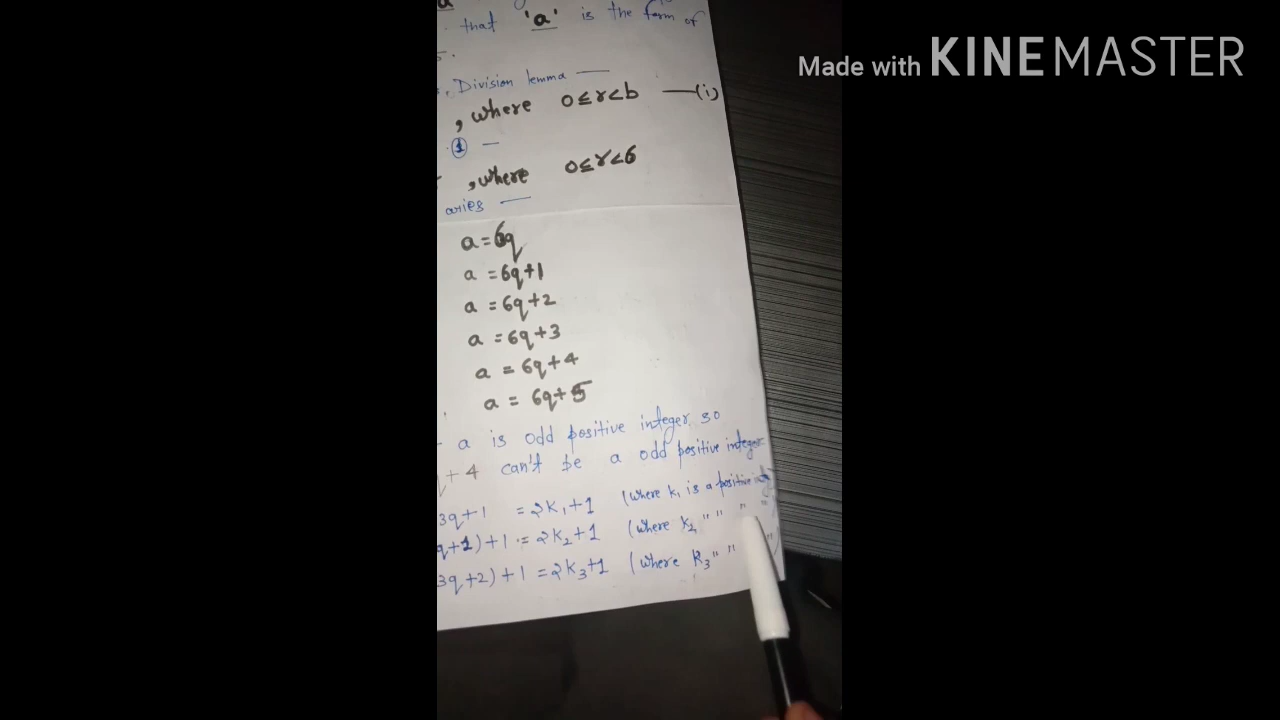 Made with KINEMASTER
that 'a' is the form of
5.
Division lemma —
, where 0≤r<b —(i)
① —
, where 0≤r<6
aries —
a = 6q
a = 6q+1
a = 6q+2
a = 6q+3
a = 6q+4
a = 6q+5
a is odd positive integer so
q+4 can't be a odd positive integer
3q+1 = 2k₁+1 (where k₁ is a positive
q+1)+1 = 2k₂+1 (where k₂ " " "
3q+2)+1 = 2k₃+1 (where k₃ " " ")